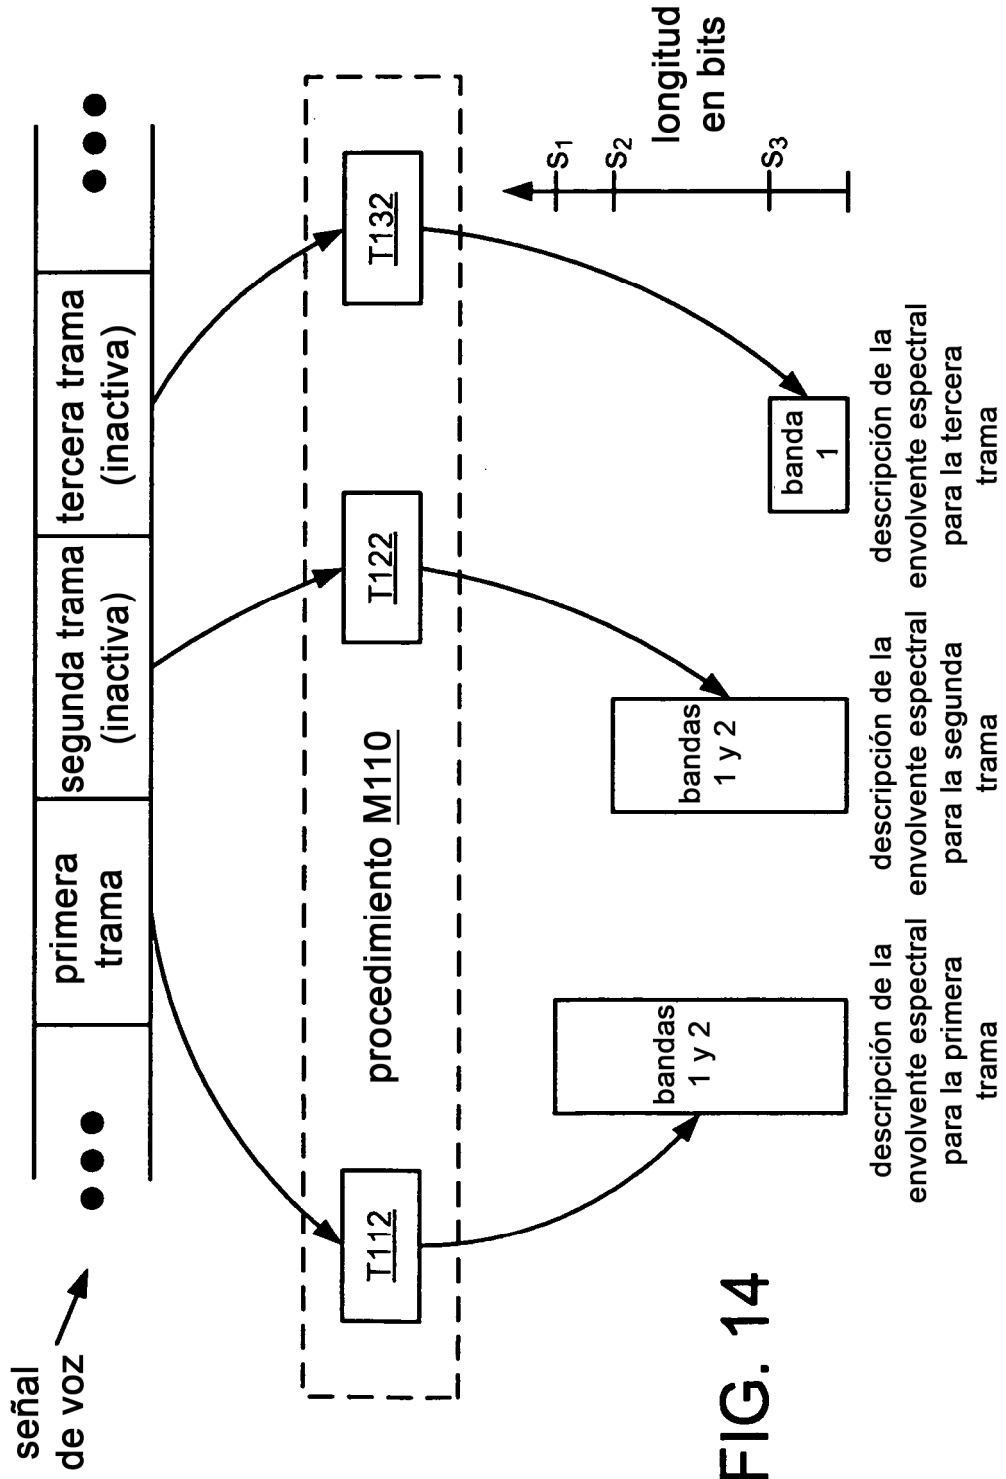 señal
de voz
primera
trama
segunda trama
(inactiva)
tercera trama
(inactiva)
T112
procedimiento M110
T122
T132
bandas
1 y 2
bandas
1 y 2
banda
1
S1
S2
S3
longitud
en bits
descripción de la
envolvente espectral
para la primera
trama
descripción de la
envolvente espectral
para la segunda
trama
descripción de la
envolvente espectral
para la tercera
trama
FIG. 14